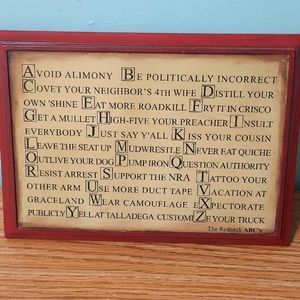 AVOID ALIMONY BE POLITICALLY INCORRECT
COVET YOUR NEIGHBOR'S 4TH WIFE DISTILL YOUR
OWN 'SHINE EAT MORE ROADKILL FRY IT IN CRISCO
GET A MULLET HIGH-FIVE YOUR PREACHER INSULT
EVERYBODY JUST SAY Y'ALL KISS YOUR COUSIN
LEAVE THE SEAT UP MUDWRESTLE NEVER EAT QUICHE
OUTLIVE YOUR DOG PUMP IRON QUESTION AUTHORITY
RESIST ARREST SUPPORT THE NRA TATTOO YOUR
OTHER ARM USE MORE DUCT TAPE VACATION AT
GRACELAND WEAR CAMOUFLAGE EXPECTORATE
PUBLICLY YELL AT TALLADEGA CUSTOMIZE YOUR TRUCK
The Redneck ABC's